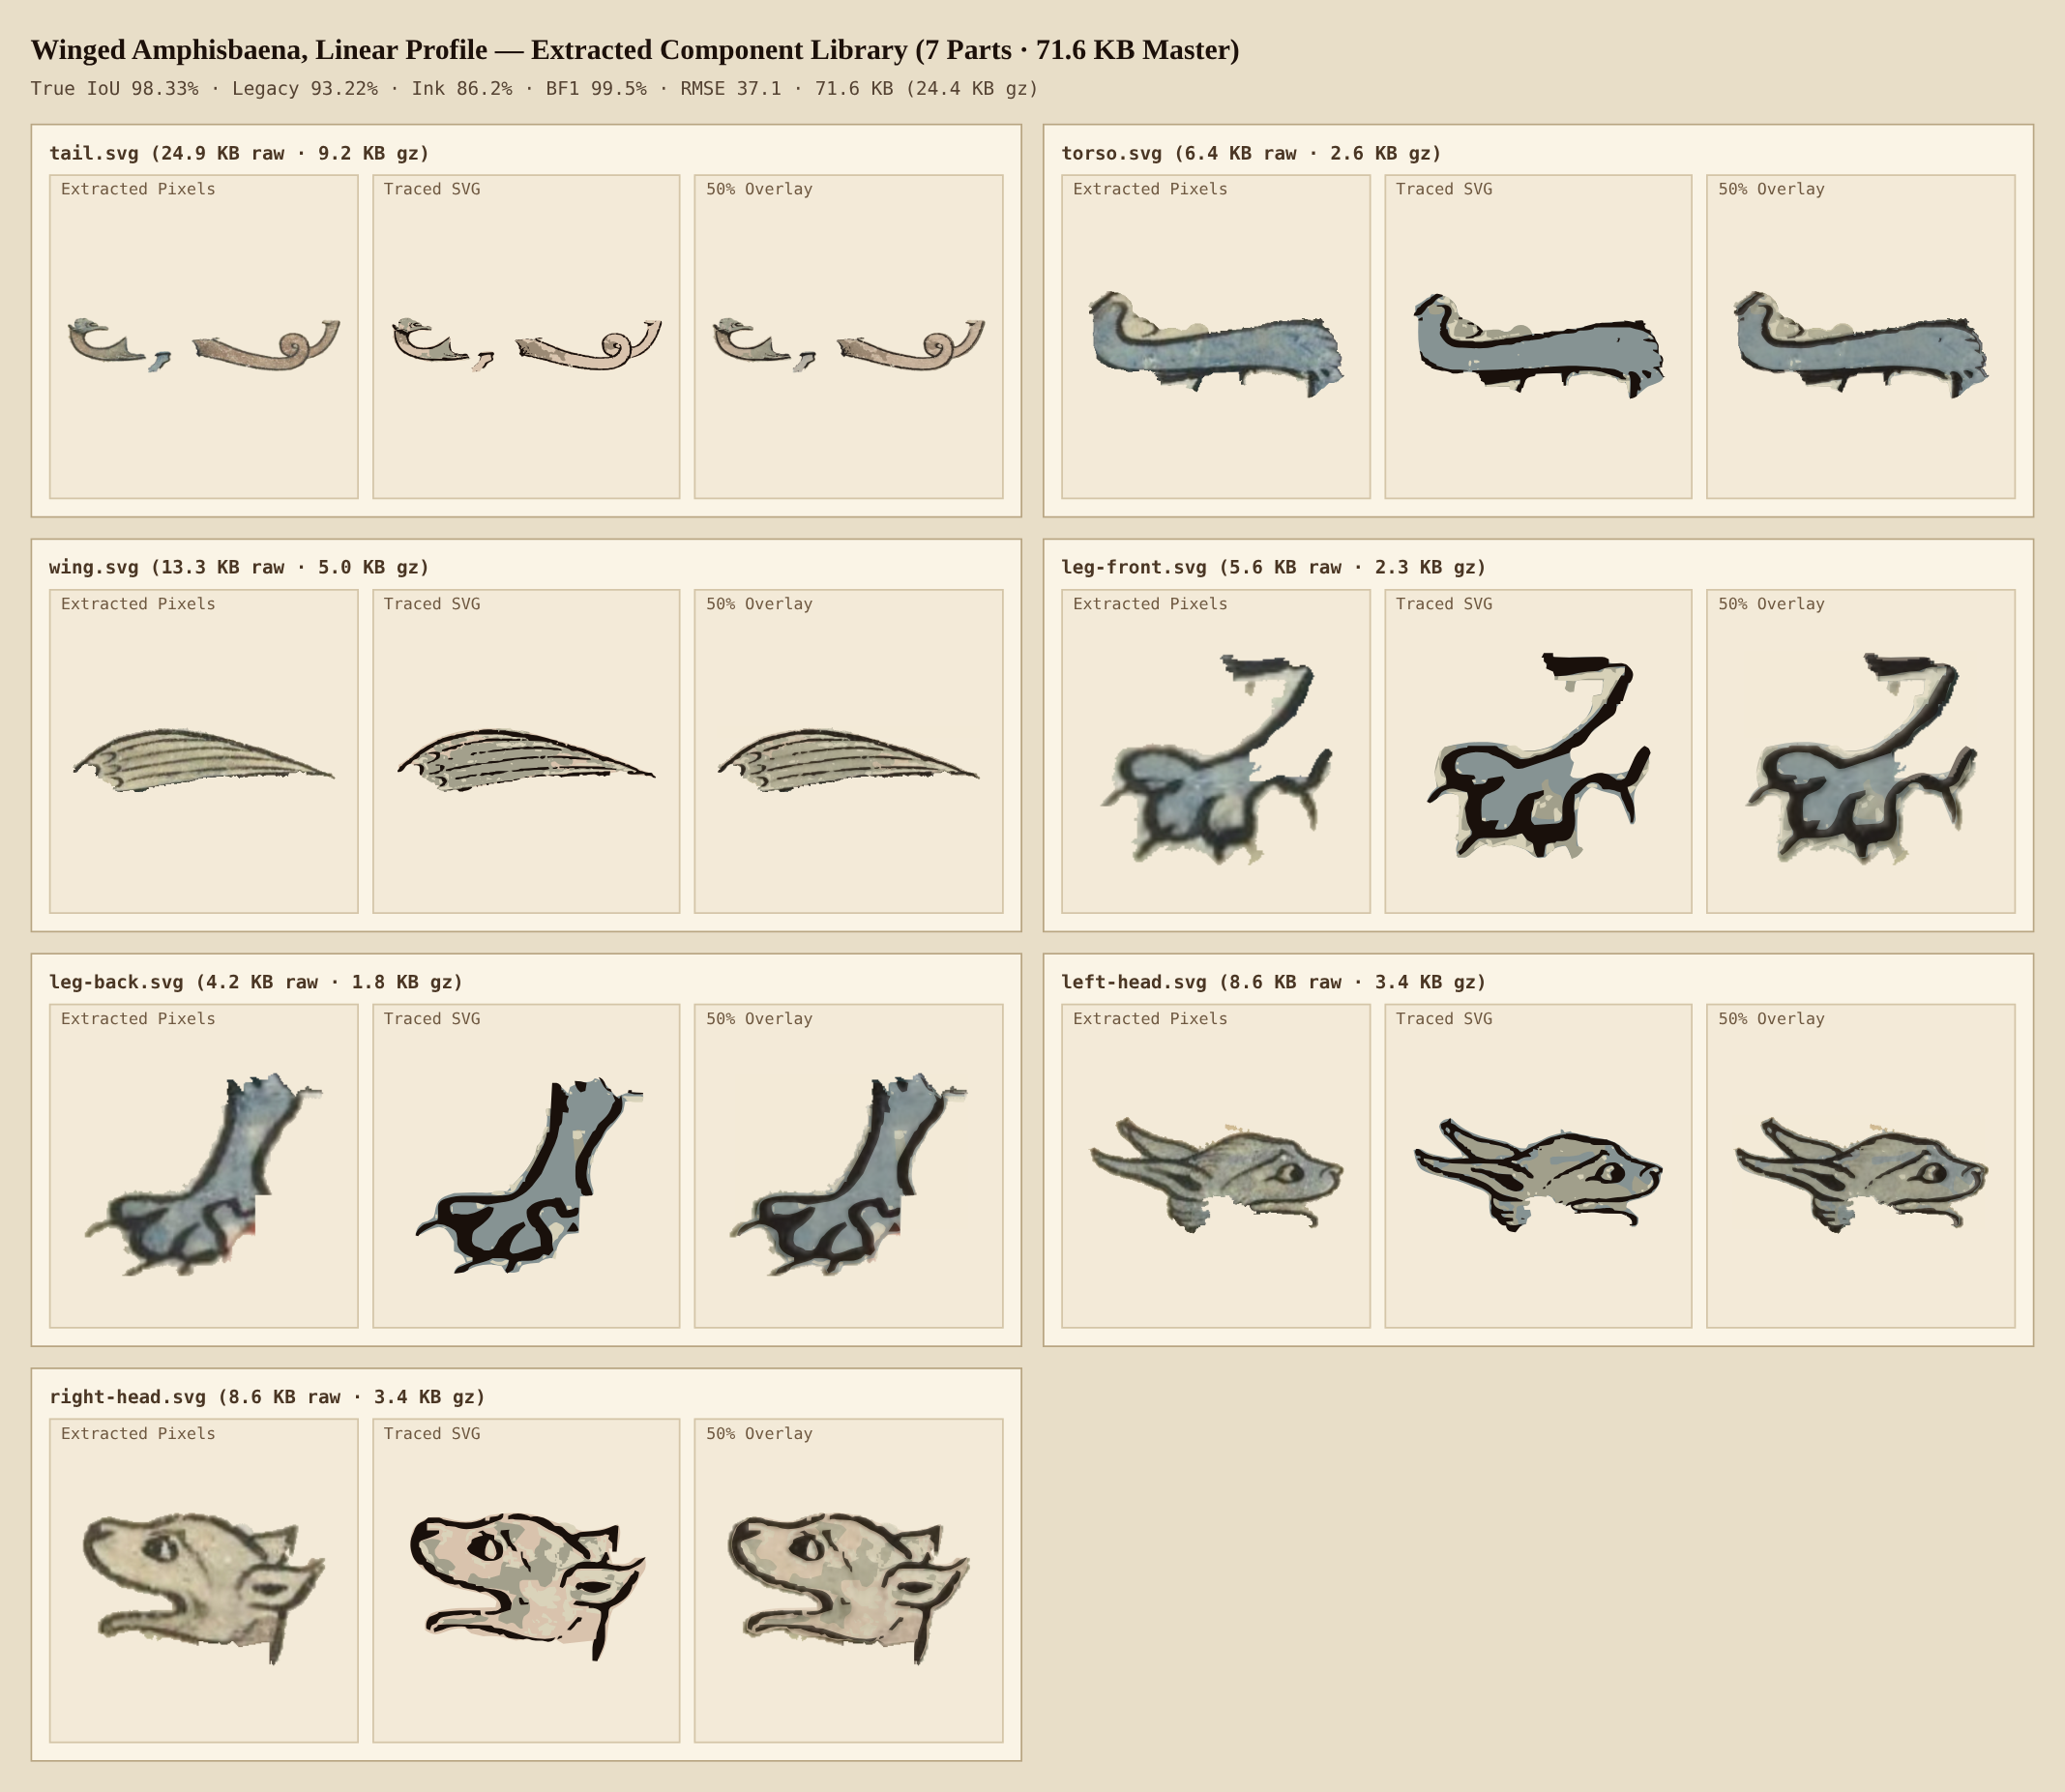 Winged Amphisbaena, Linear Profile — Extracted Component Library (7 Parts · 71.6 KB Master)
True IoU 98.33% · Legacy 93.22% · Ink 86.2% · BF1 99.5% · RMSE 37.1 · 71.6 KB (24.4 KB gz)
tail.svg (24.9 KB raw · 9.2 KB gz)
Extracted Pixels
Traced SVG
50% Overlay
torso.svg (6.4 KB raw · 2.6 KB gz)
Extracted Pixels
Traced SVG
50% Overlay
wing.svg (13.3 KB raw · 5.0 KB gz)
Extracted Pixels
Traced SVG
50% Overlay
leg-front.svg (5.6 KB raw · 2.3 KB gz)
Extracted Pixels
Traced SVG
50% Overlay
leg-back.svg (4.2 KB raw · 1.8 KB gz)
Extracted Pixels
Traced SVG
50% Overlay
left-head.svg (8.6 KB raw · 3.4 KB gz)
Extracted Pixels
Traced SVG
50% Overlay
right-head.svg (8.6 KB raw · 3.4 KB gz)
Extracted Pixels
Traced SVG
50% Overlay